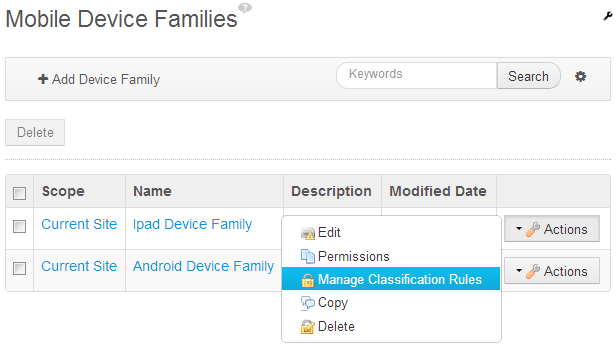 Mobile Device Families
Add Device Family
Keywords
Search
Delete
Scope Name Description Modified Date
Current Site Ipad Device Family Actions
Current Site Android Device Family Actions
Edit
Permissions
Manage Classification Rules
Copy
Delete